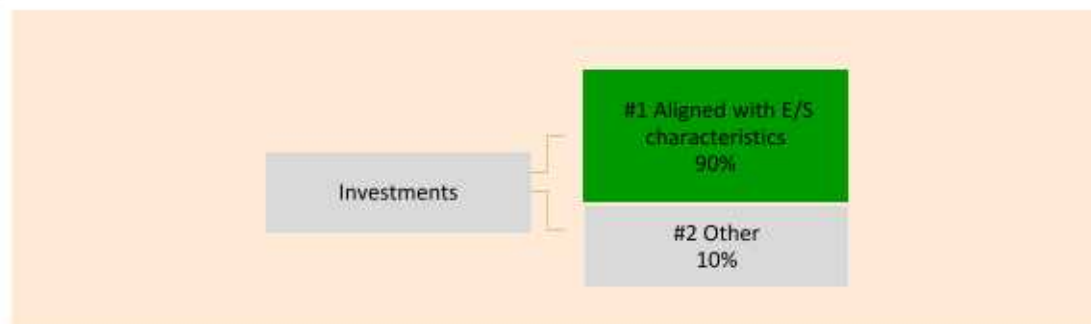 Investments
#1 Aligned with E/S
characteristics
90%
#2 Other
10%